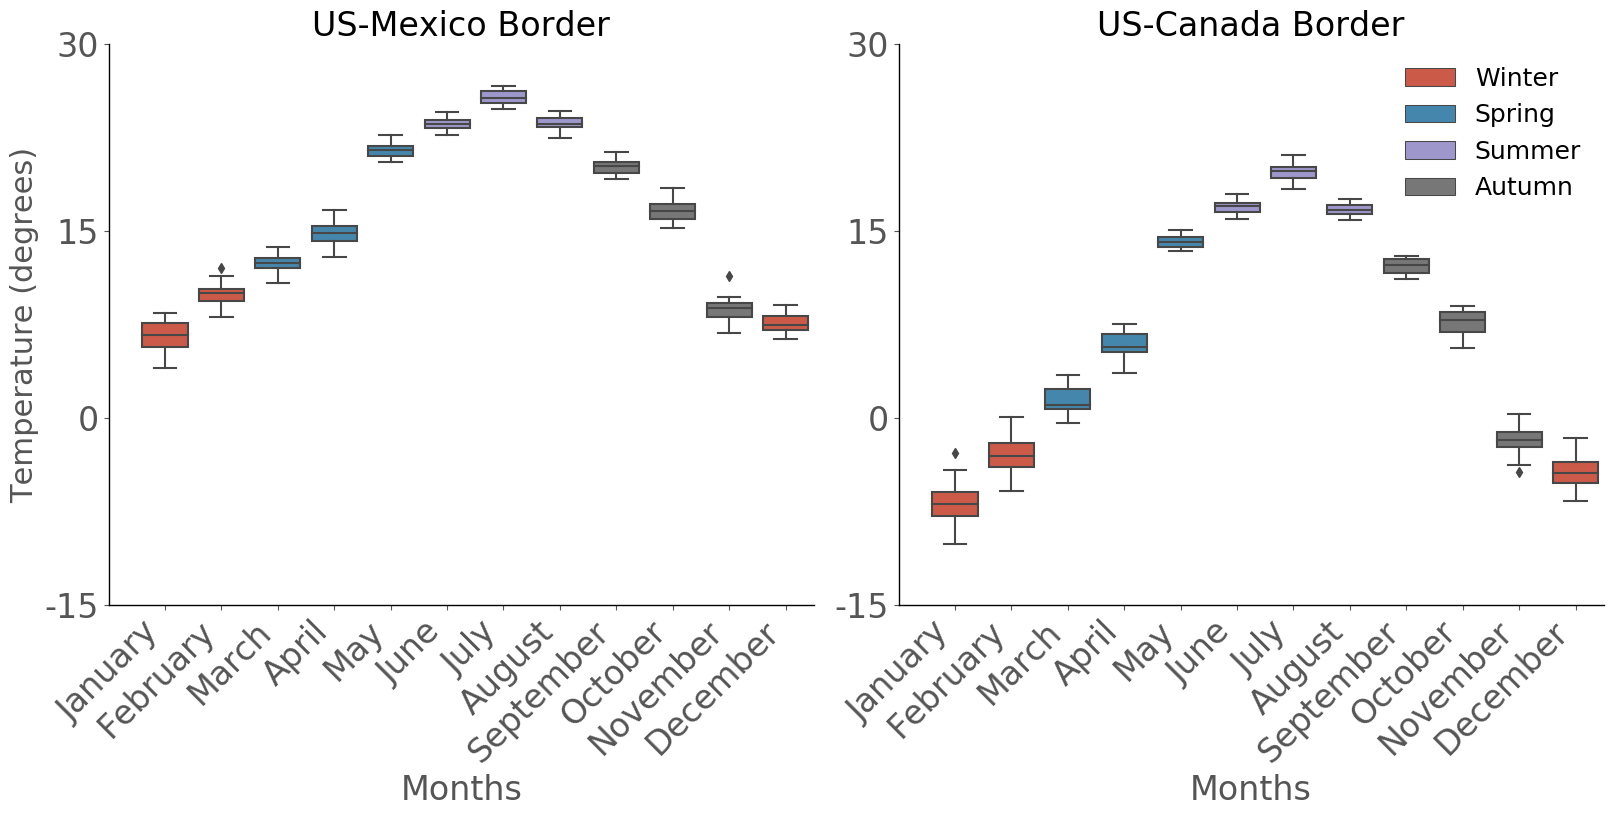 US-Mexico Border
US-Canada Border
Temperature (degrees)
30
15
0
-15
January
February
March
April
May
June
July
August
September
October
November
December
Months
30
15
0
-15
Winter
Spring
Summer
Autumn
January
February
March
April
May
June
July
August
September
October
November
December
Months